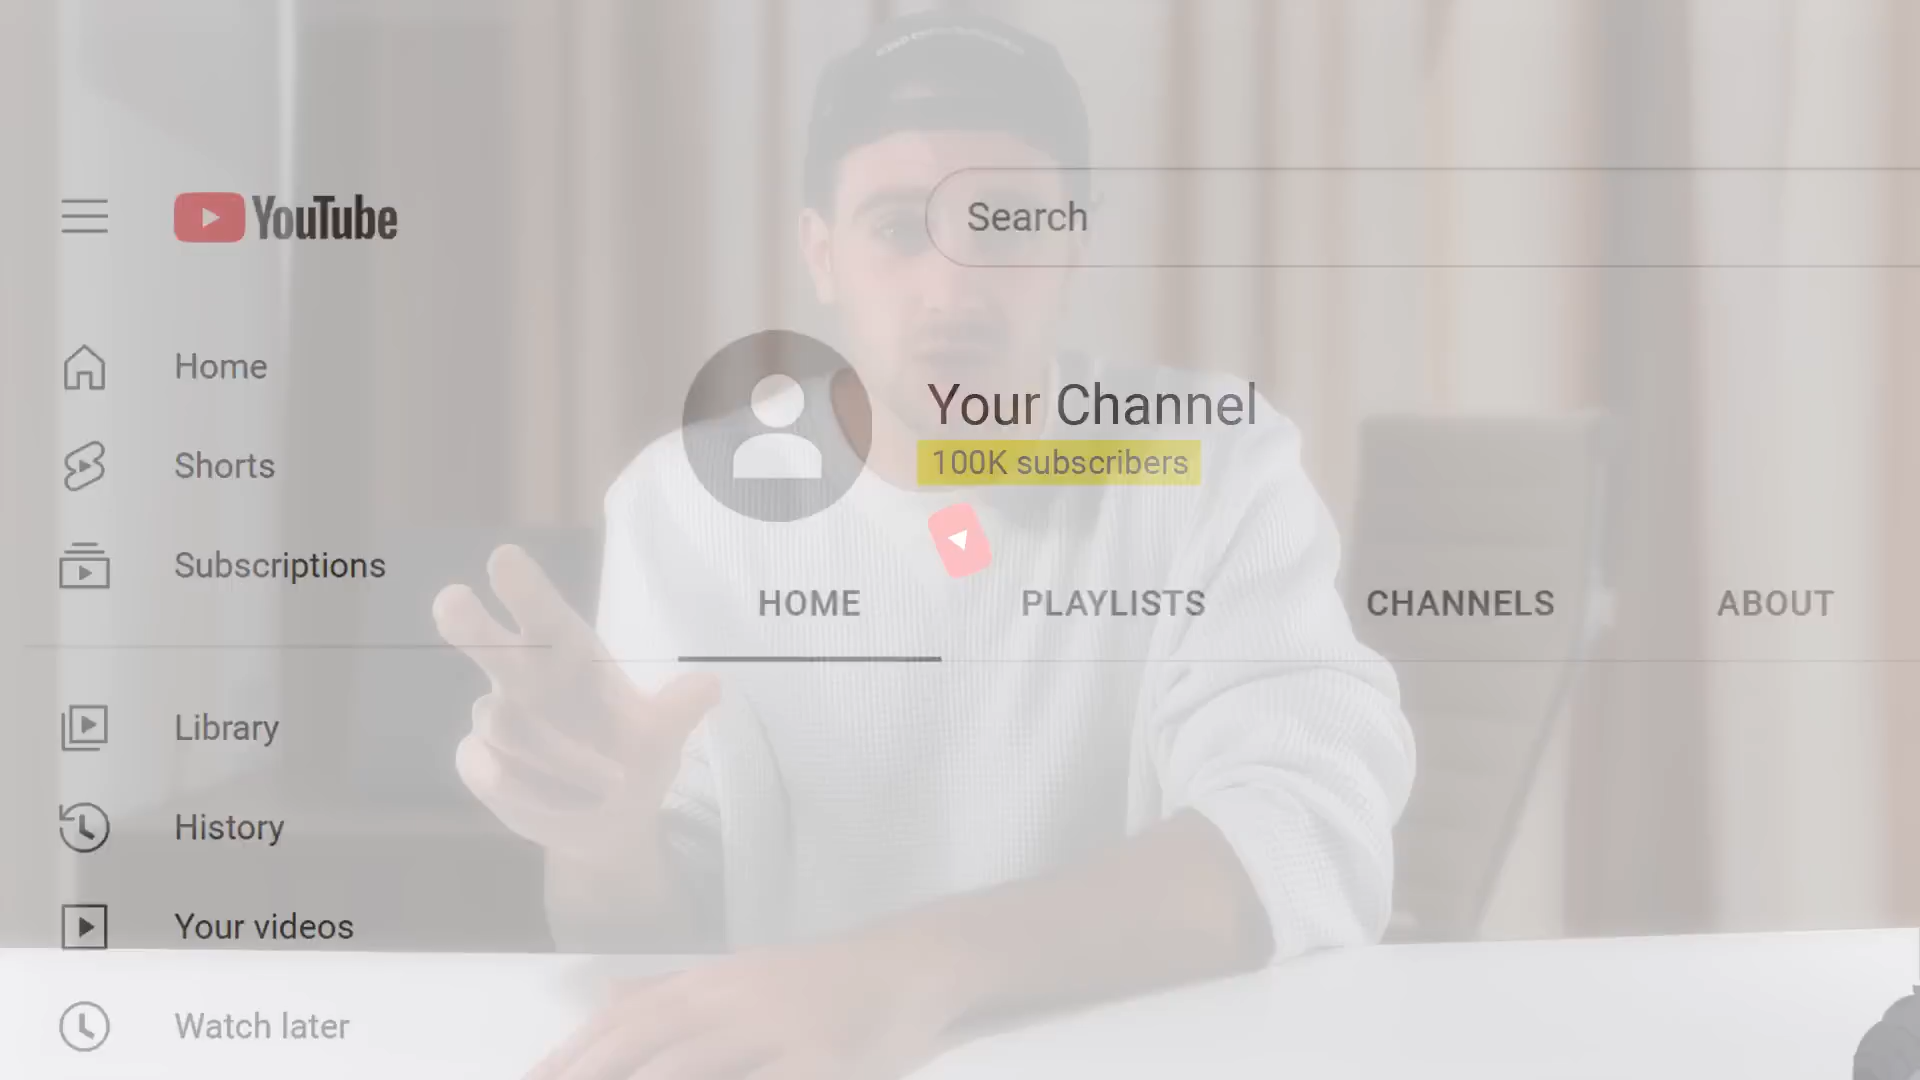 YouTube
Search
Home
Shorts
Subscriptions
Library
History
Your videos
Watch later
Your Channel
100K subscribers
HOME
PLAYLISTS
CHANNELS
ABOUT